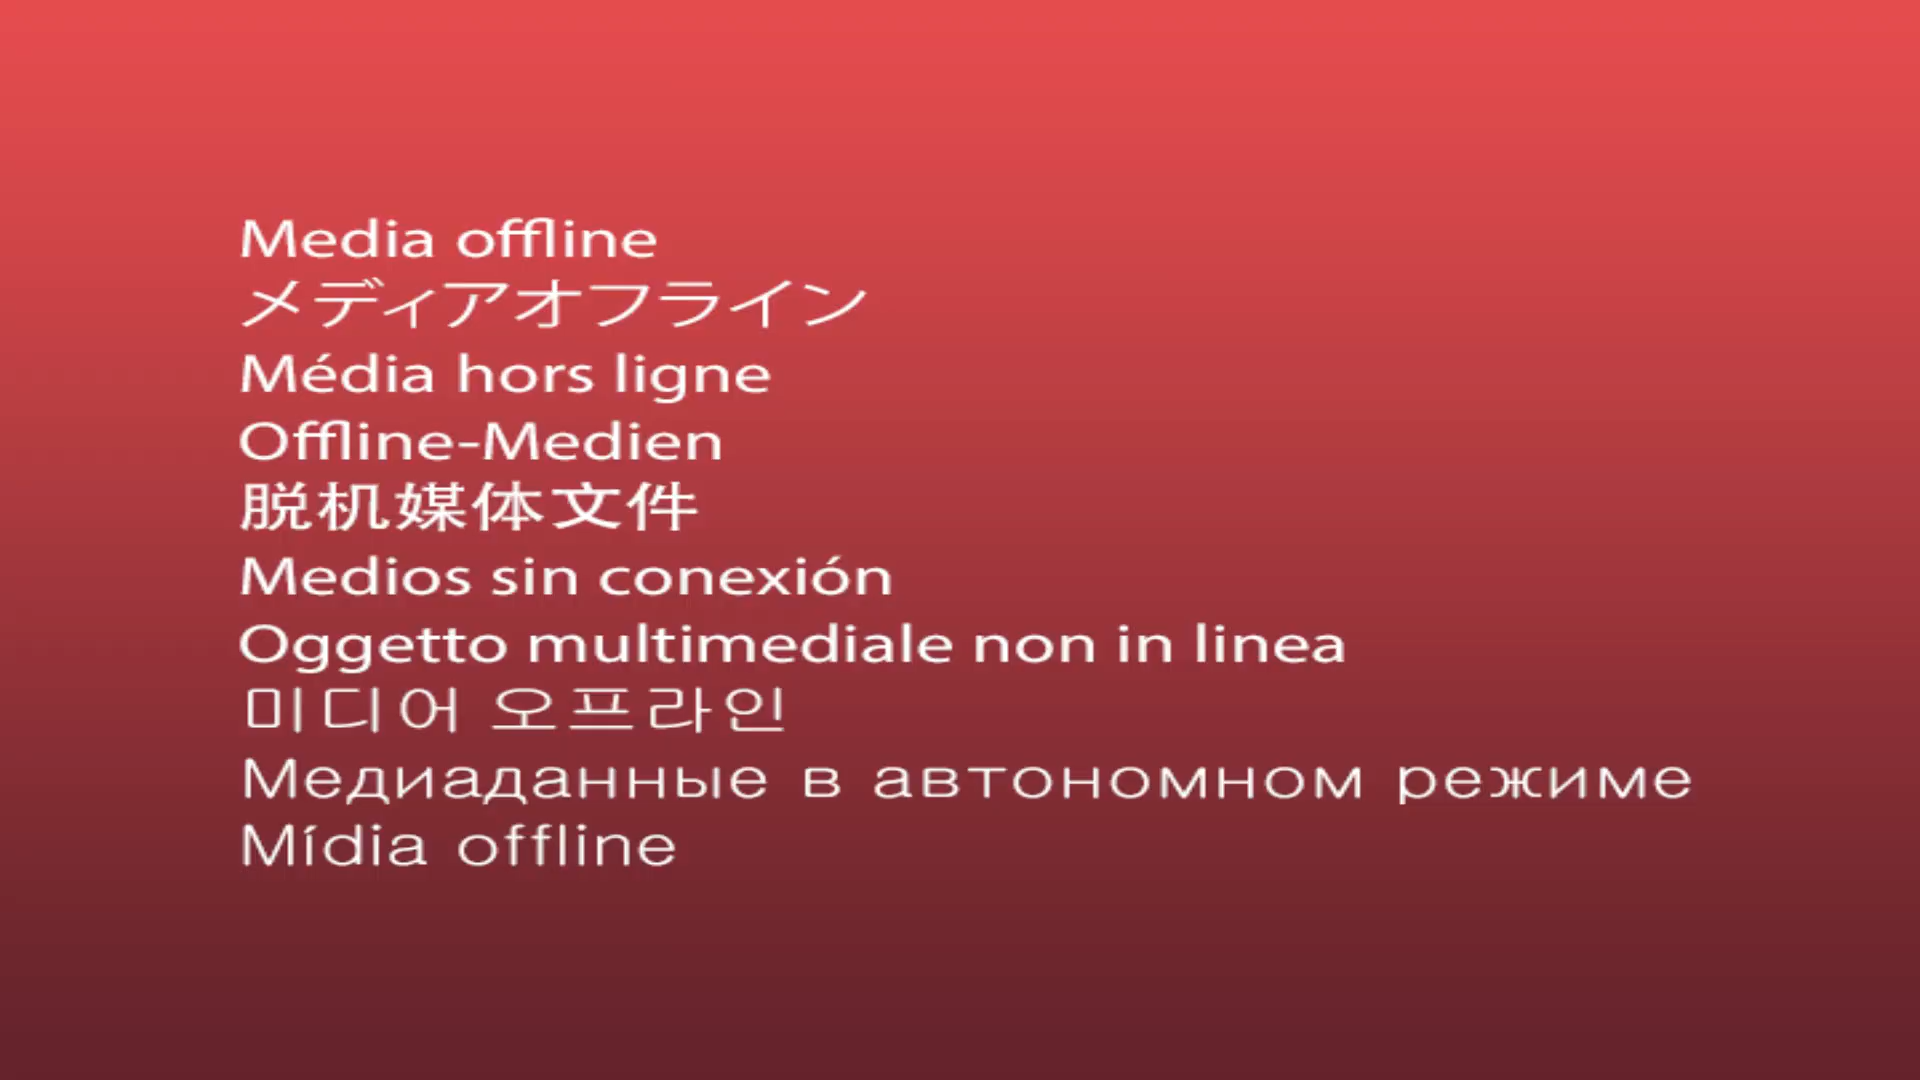 Media offline
メディアオフライン
Média hors ligne
Offline-Medien
脱机媒体文件
Medios sin conexión
Oggetto multimediale non in linea
미디어 오프라인
Медиаданные в автономном режиме
Mídia offline